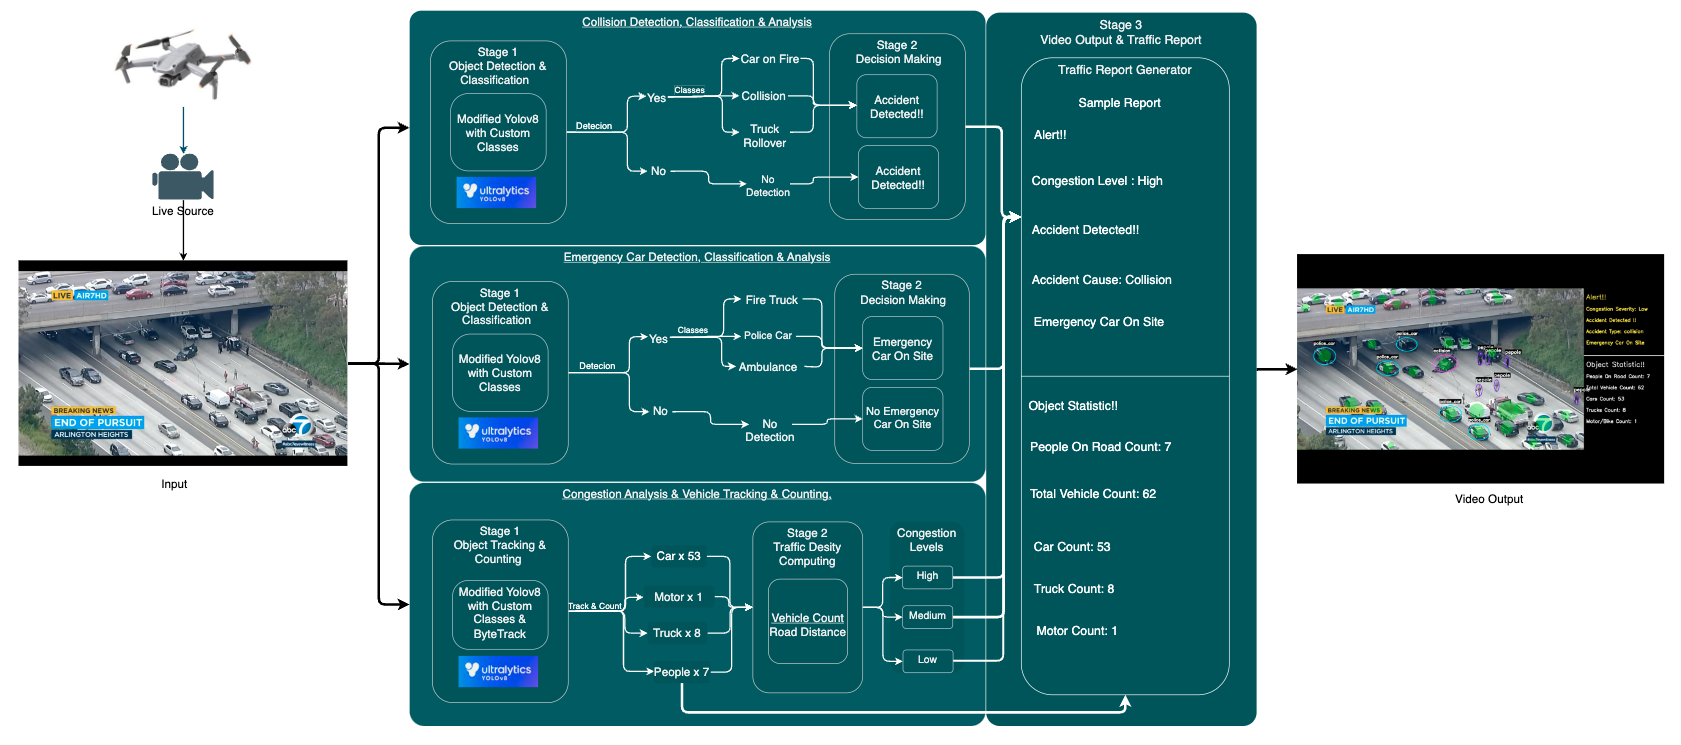 Live Source
LIVE AIR7HD
BREAKING NEWS
END OF PURSUIT
ARLINGTON HEIGHTS
abc 7
Input
Collision Detection, Classification & Analysis
Stage 1
Object Detection &
Classification
Modified Yolov8
with Custom
Classes
ultralytics
YOLOv8
Detecion
Yes
Classes
Car on Fire
Collision
Truck
Rollover
No
No
Detection
Stage 2
Decision Making
Accident
Detected!!
Accident
Detected!!
Emergency Car Detection, Classification & Analysis
Stage 1
Object Detection &
Classification
Modified Yolov8
with Custom
Classes
ultralytics
YOLOv8
Detecion
Yes
Classes
Fire Truck
Police Car
Ambulance
No
No
Detection
Stage 2
Decision Making
Emergency
Car On Site
No Emergency
Car On Site
Congestion Analysis & Vehicle Tracking & Counting,
Stage 1
Object Tracking &
Counting
Modified Yolov8
with Custom
Classes &
ByteTrack
ultralytics
YOLOv8
Track & Count
Car x 53
Motor x 1
Truck x 8
People x 7
Stage 2
Traffic Desity
Computing
Vehicle Count
Road Distance
Congestion
Levels
High
Medium
Low
Stage 3
Video Output & Traffic Report
Traffic Report Generator
Sample Report
Alert!!
Congestion Level : High
Accident Detected!!
Accident Cause: Collision
Emergency Car On Site
Object Statistic!!
People On Road Count: 7
Total Vehicle Count: 62
Car Count: 53
Truck Count: 8
Motor Count: 1
LIVE AIR7HD
police_car
police_car
police_car
collision
pepole
pepole
pepole
pepole
police_car
BREAKING NEWS
END OF PURSUIT
ARLINGTON HEIGHTS
abc 7
Alert!!
Congestion Severity: Low
Accident Detected !!
Accident Type: collision
Emergency Car On Site
Object Statistic!!
People On Road Count: 7
Total Vehicle Count: 62
Cars Count: 53
Trucks Count: 8
Motor/Bike Count: 1
Video Output